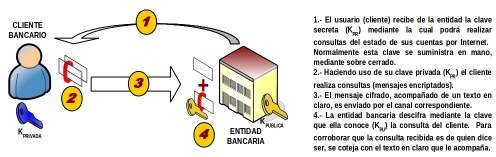 CLIENTE
BANCARIO
1
2
3
+
4
K PRIVADA
K PÚBLICA
ENTIDAD
BANCARIA
1.- El usuario (cliente) recibe de la entidad la clave
secreta (KPR) mediante la cual podrá realizar
consultas del estado de sus cuentas por Internet.
Normalmente esta clave se suministra en mano,
mediante sobre cerrado.
2.- Haciendo uso de su clave privada (KPR) el cliente
realiza consultas (mensajes encriptados).
3.- El mensaje cifrado, acompañado de un texto en
claro, es enviado por el canal correspondiente.
4.- La entidad bancaria descifra mediante la clave
que ella conoce (KPU) la consulta del cliente. Para
corroborar que la consulta recibida es de quien dice
ser, se coteja con el texto en claro que le acompaña.